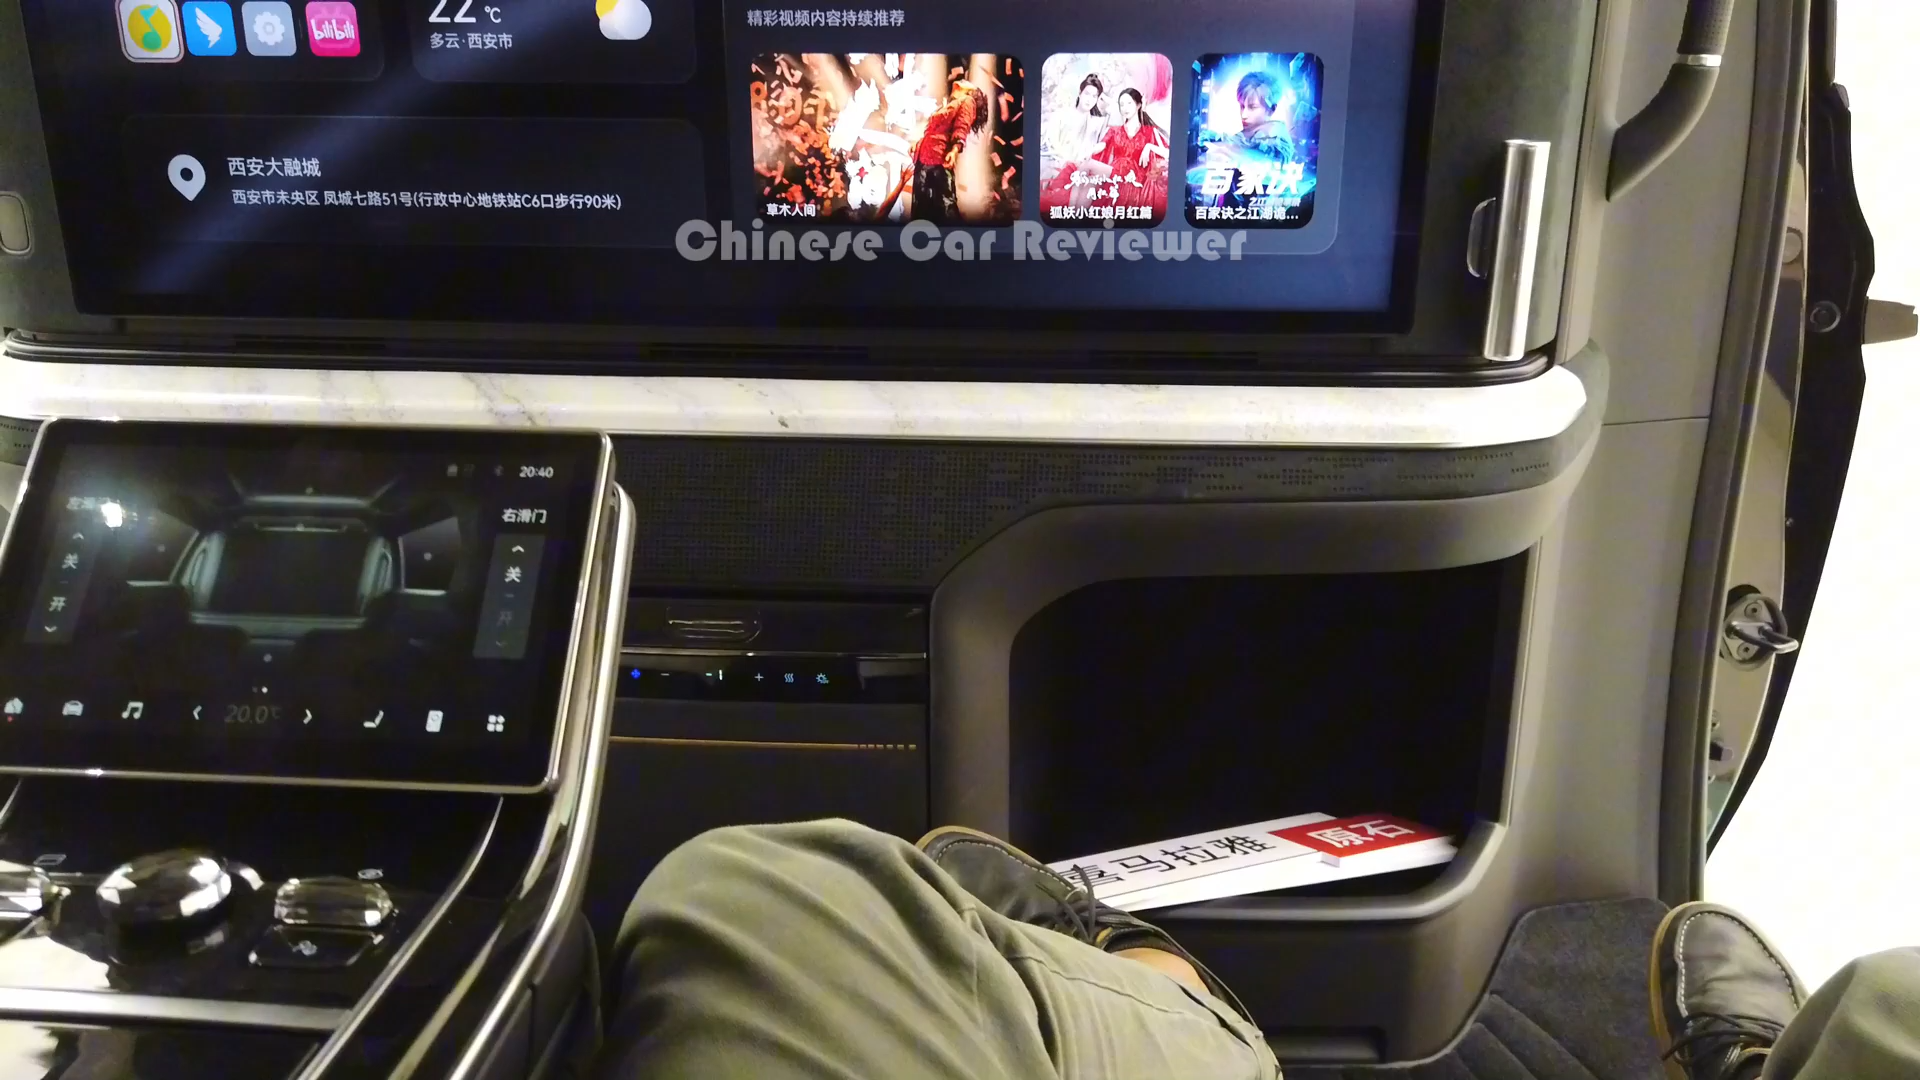 bilibili
22℃
多云·西安市
精彩视频内容持续推荐
西安大融城
西安市未央区 凤城七路51号(行政中心地铁站C6口步行90米)
草木人间
狐妖小红娘月红篇
百家诀
百家诀之江湖诡...
Chinese Car Reviewer
20:40
右滑门
关
开
关
开
20.0℃
喜马拉雅 原石